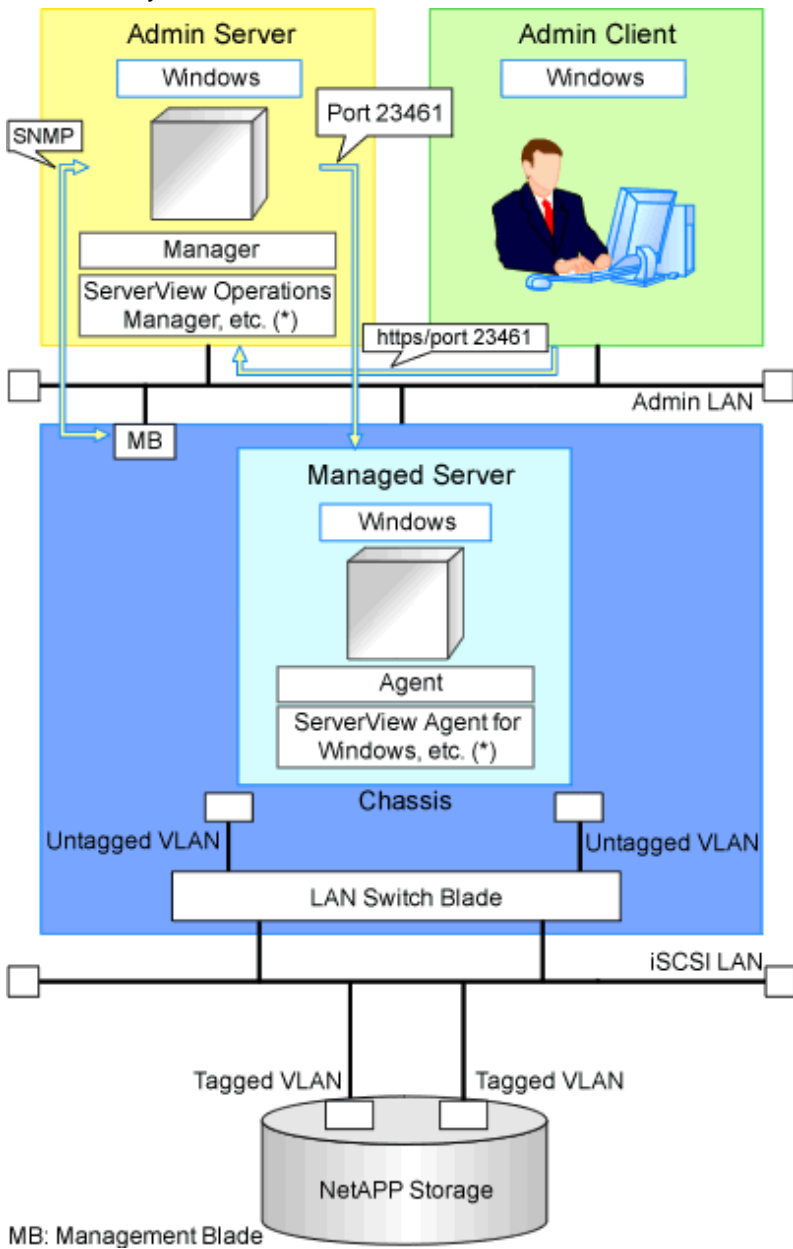 Admin Server
Admin Client
Windows
Windows
SNMP
Port 23461
Manager
ServerView Operations
Manager, etc. (*)
https/port 23461
Admin LAN
MB
Managed Server
Windows
Agent
ServerView Agent for
Windows, etc. (*)
Chassis
Untagged VLAN
Untagged VLAN
LAN Switch Blade
iSCSI LAN
Tagged VLAN
Tagged VLAN
NetAPP Storage
MB: Management Blade